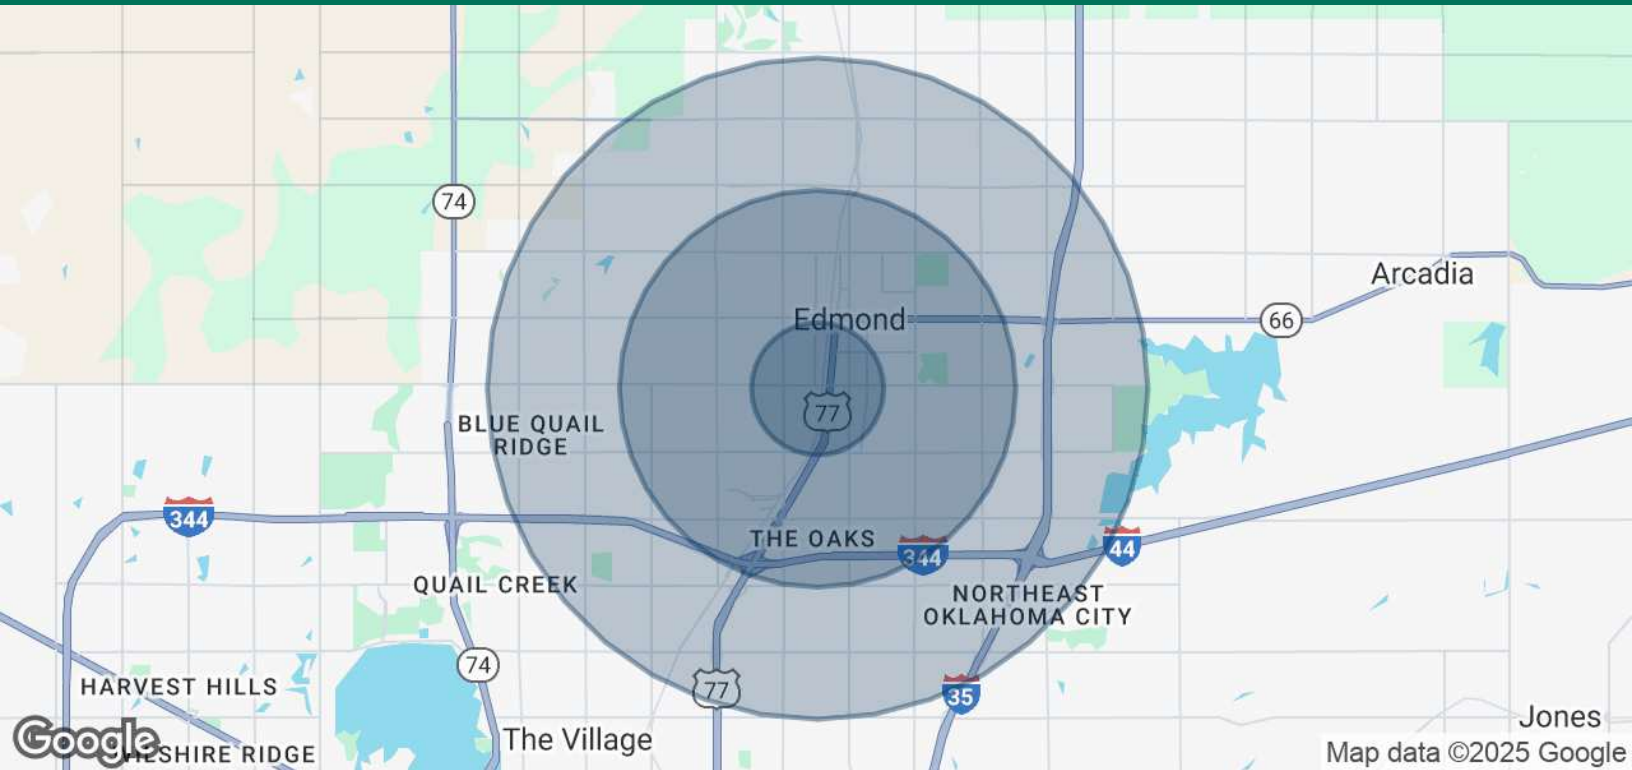 74
Arcadia
Edmond
66
77
BLUE QUAIL
RIDGE
344
THE OAKS
344
44
QUAIL CREEK
NORTHEAST
OKLAHOMA CITY
74
77
35
HARVEST HILLS
Jones
Google
The Village
RIDGE
Map data ©2025 Google